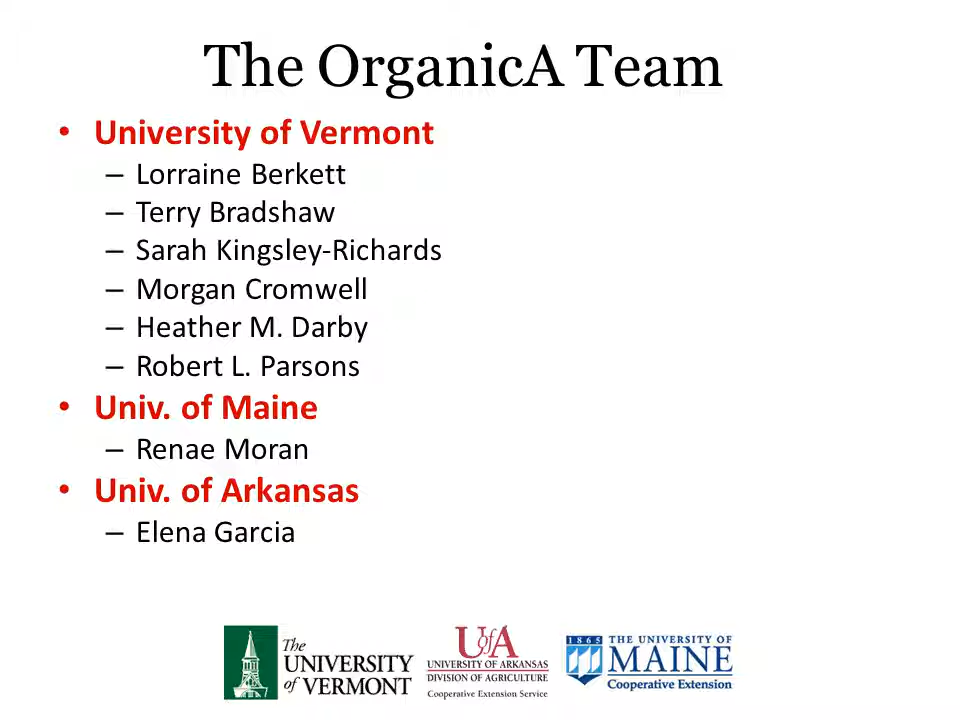 The OrganicA Team
• University of Vermont
– Lorraine Berkett
– Terry Bradshaw
– Sarah Kingsley-Richards
– Morgan Cromwell
– Heather M. Darby
– Robert L. Parsons
• Univ. of Maine
– Renae Moran
• Univ. of Arkansas
– Elena Garcia
The
UNIVERSITY
of VERMONT
UofA
UNIVERSITY OF ARKANSAS
DIVISION OF AGRICULTURE
Cooperative Extension Service
1865
THE UNIVERSITY OF
MAINE
Cooperative Extension